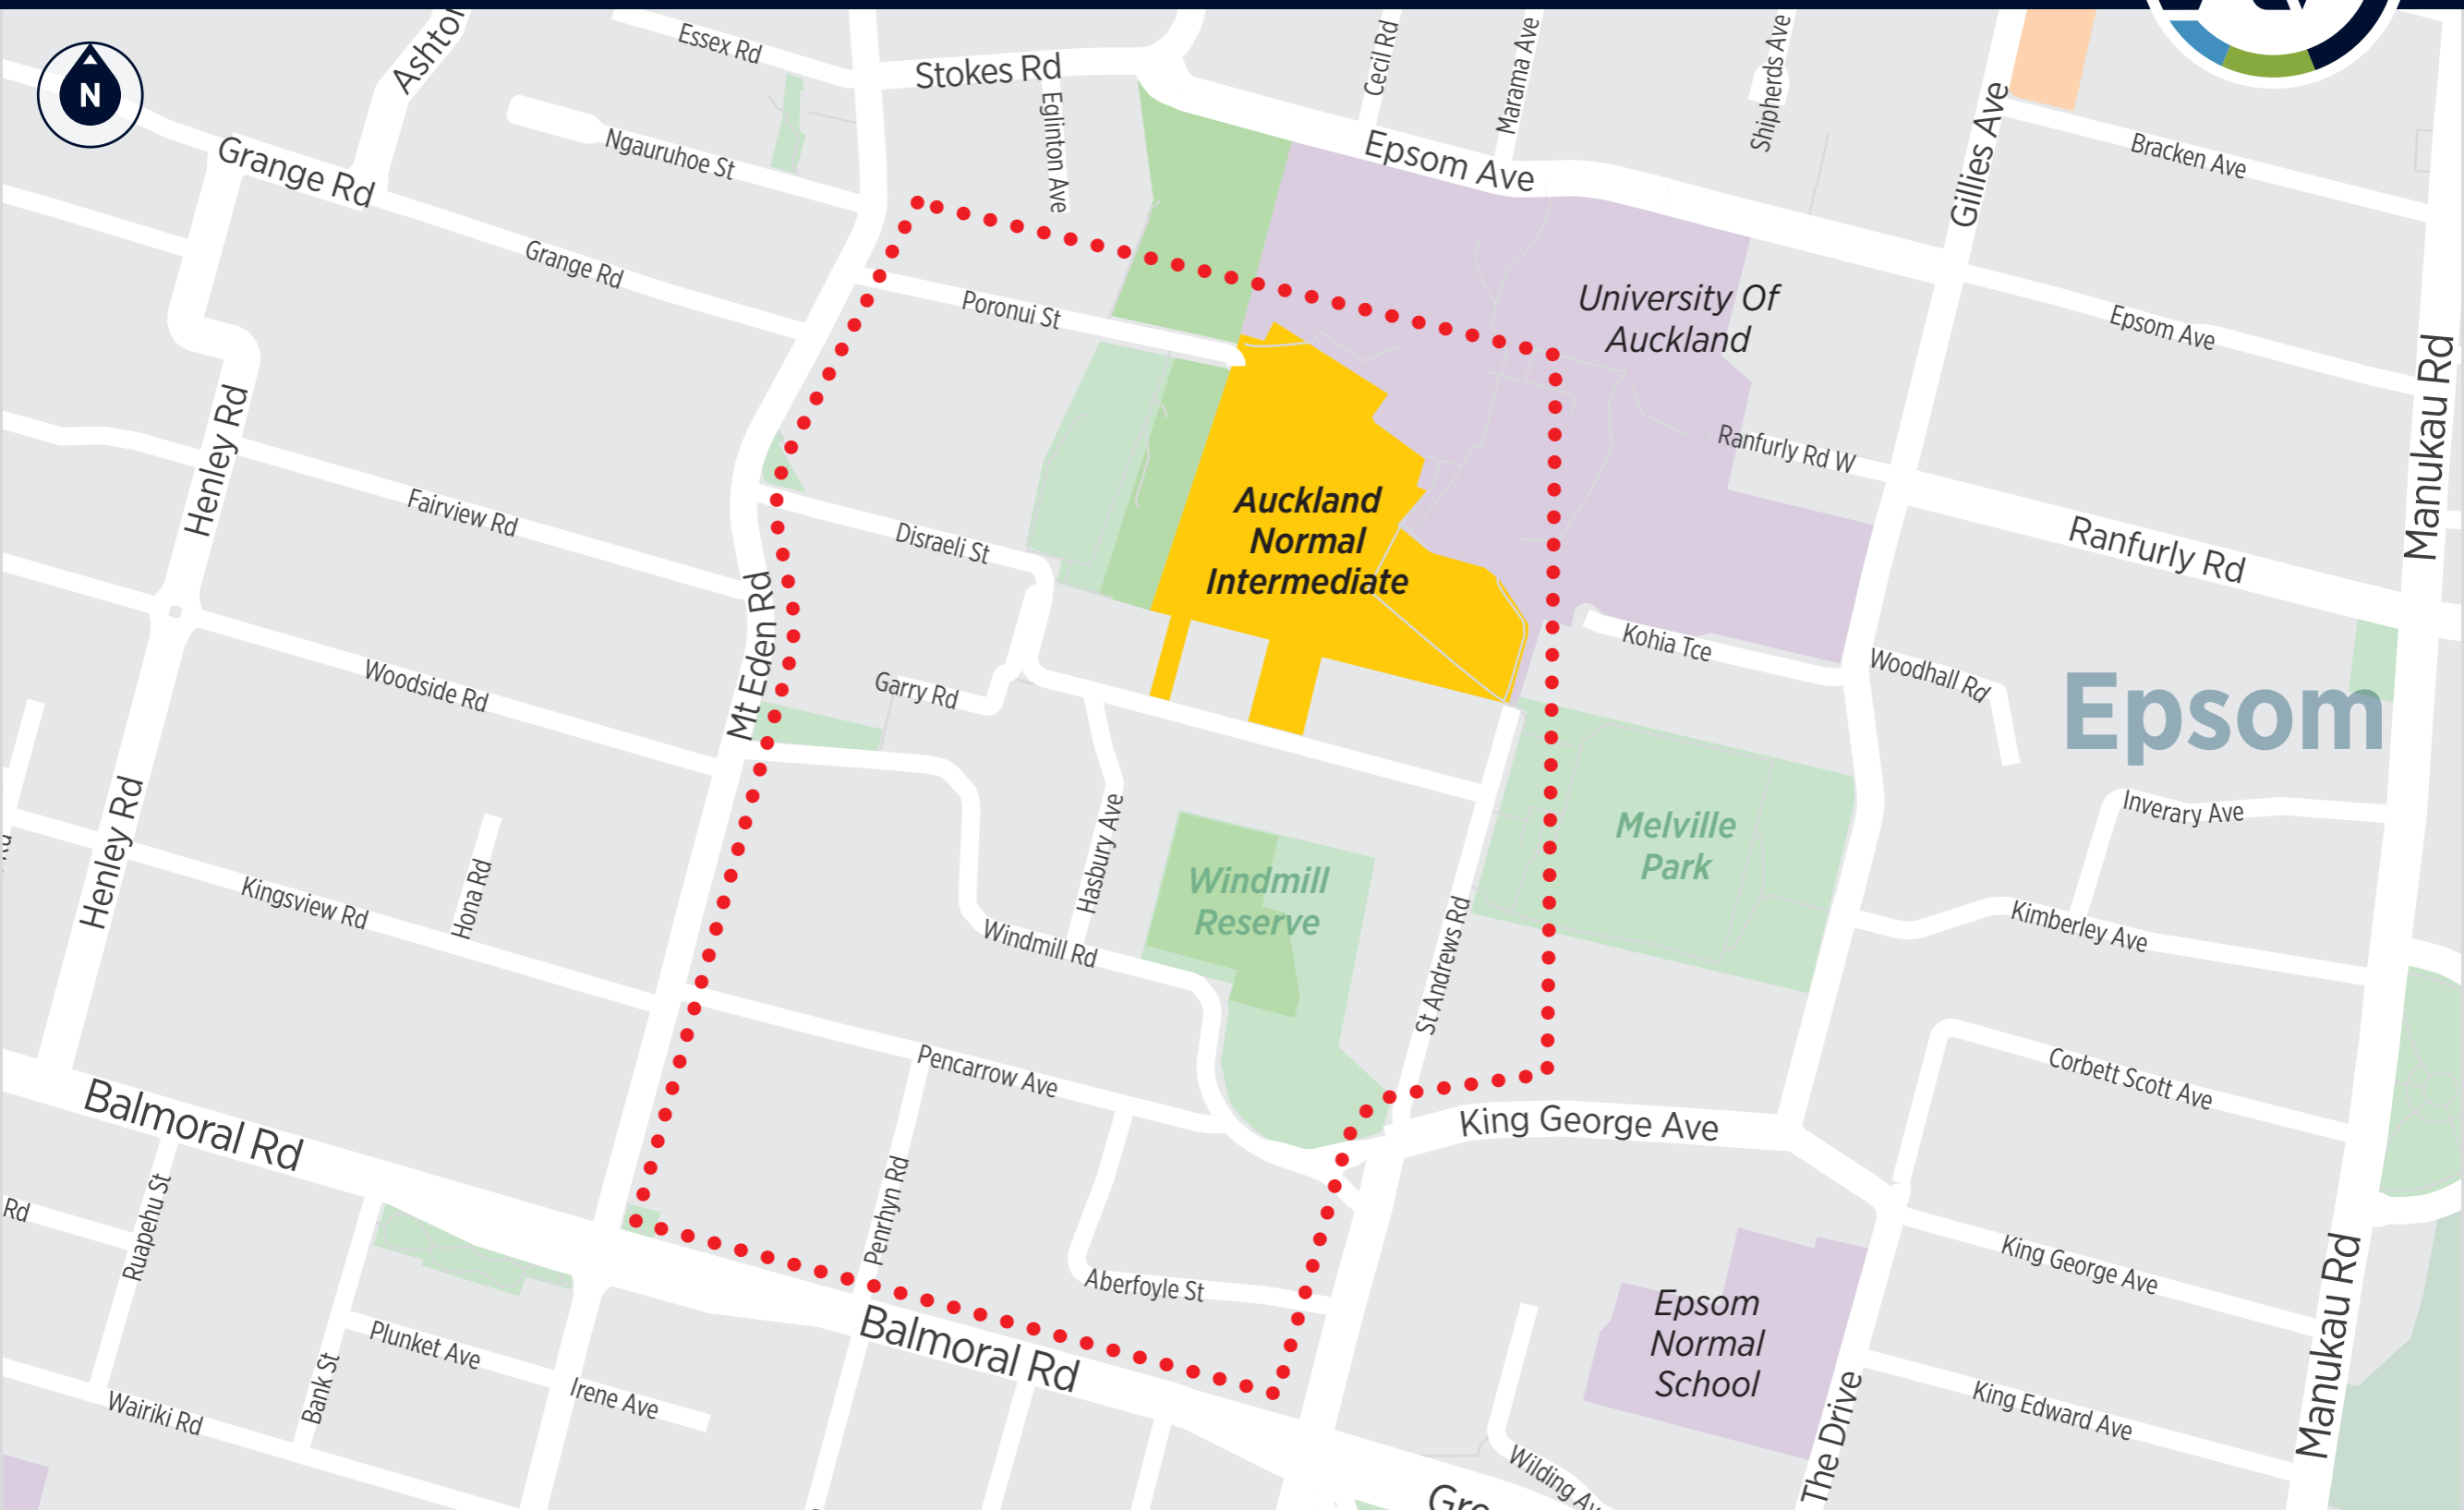 Ashton
Essex Rd
Stokes Rd
Cecil Rd
Marama Ave
Shipherds Ave
N
Eglinton Ave
Ngauruhoe St
Grange Rd
Epsom Ave
Gillies Ave
Bracken Ave
Grange Rd
Poronui St
University Of
Auckland
Epsom Ave
Manukau Rd
Henley Rd
Ranfurly Rd W
Fairview Rd
Disraeli St
Auckland
Normal
Intermediate
Ranfurly Rd
Mt Eden Rd
Kohia Tce
Woodhall Rd
Woodside Rd
Garry Rd
Epsom
Henley Rd
Hona Rd
Kingsview Rd
Hasbury Ave
Windmill
Reserve
Melville
Park
Inverary Ave
Windmill Rd
St Andrews Rd
Kimberley Ave
Pencarrow Ave
Corbett Scott Ave
Balmoral Rd
King George Ave
Rd
Ruapehu St
Penrhyn Rd
Aberfoyle St
King George Ave
Manukau Rd
Balmoral Rd
Epsom
Normal
School
Plunket Ave
Bank St
Irene Ave
Wairiki Rd
The Drive
King Edward Ave
Wilding Av
Gre